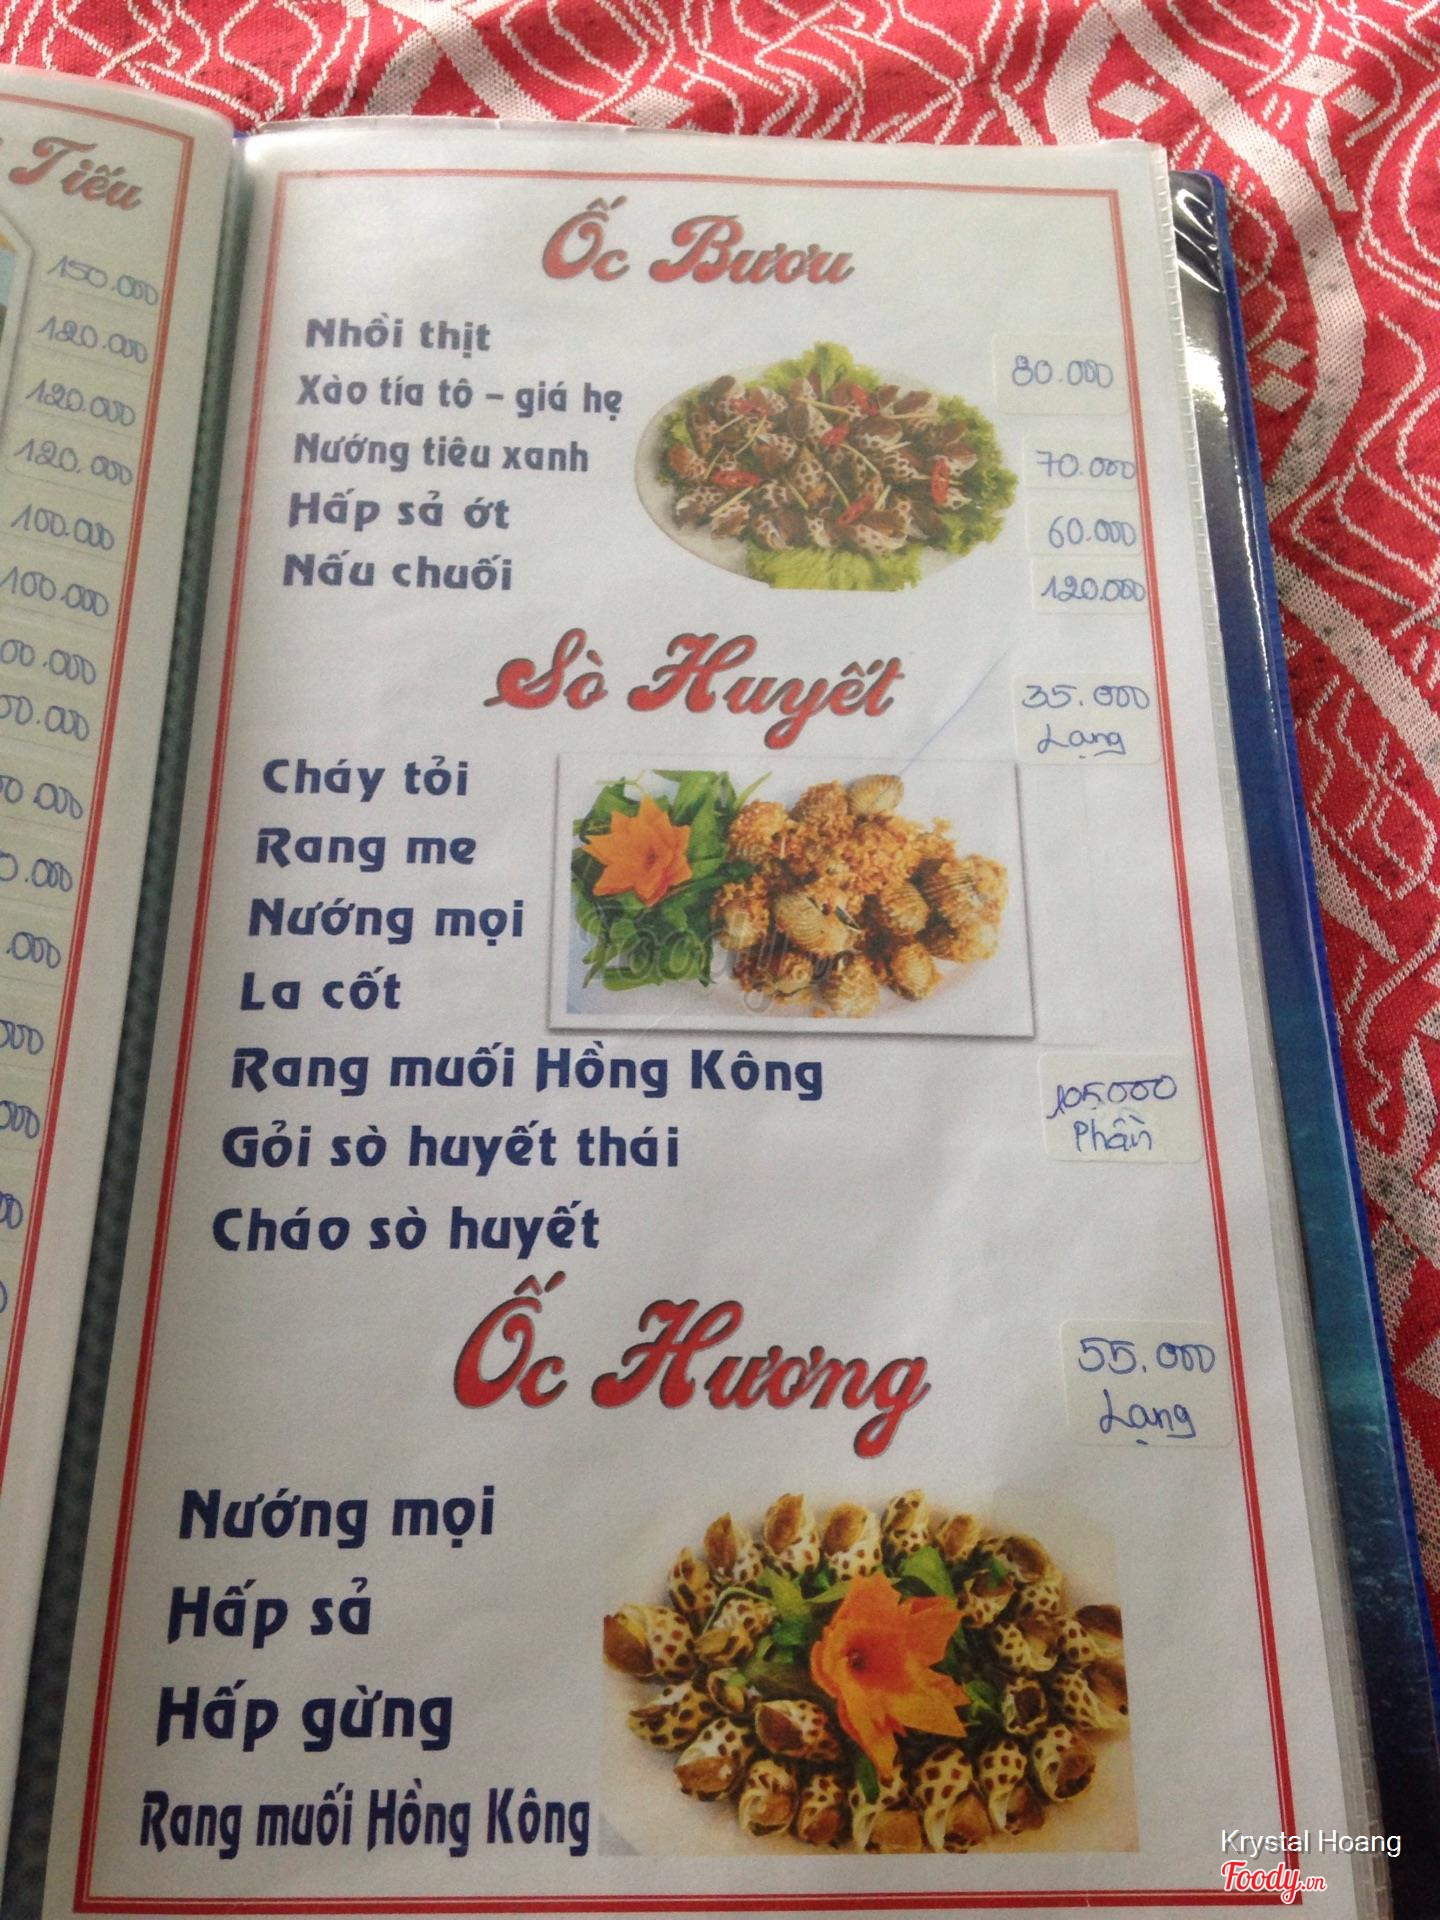 Tiếu
150.000
120.000
120.000
120.000
100.000
100.000
Ốc Bươu
Nhồi thịt
80.000
Xào tía tô - giá hẹ
Nướng tiêu xanh
70.000
Hấp sả ớt
60.000
Nấu chuối
120.000
Sò Huyết
35.000
Lạng
Cháy tỏi
Rang me
Nướng mọi
La cốt
Rang muối Hồng Kông
105.000
Phần
Gỏi sò huyết thái
Cháo sò huyết
Ốc Hương
55.000
Lạng
Nướng mọi
Hấp sả
Hấp gừng
Rang muối Hồng Kông
Foody.vn
Krystal Hoang
Foody.vn